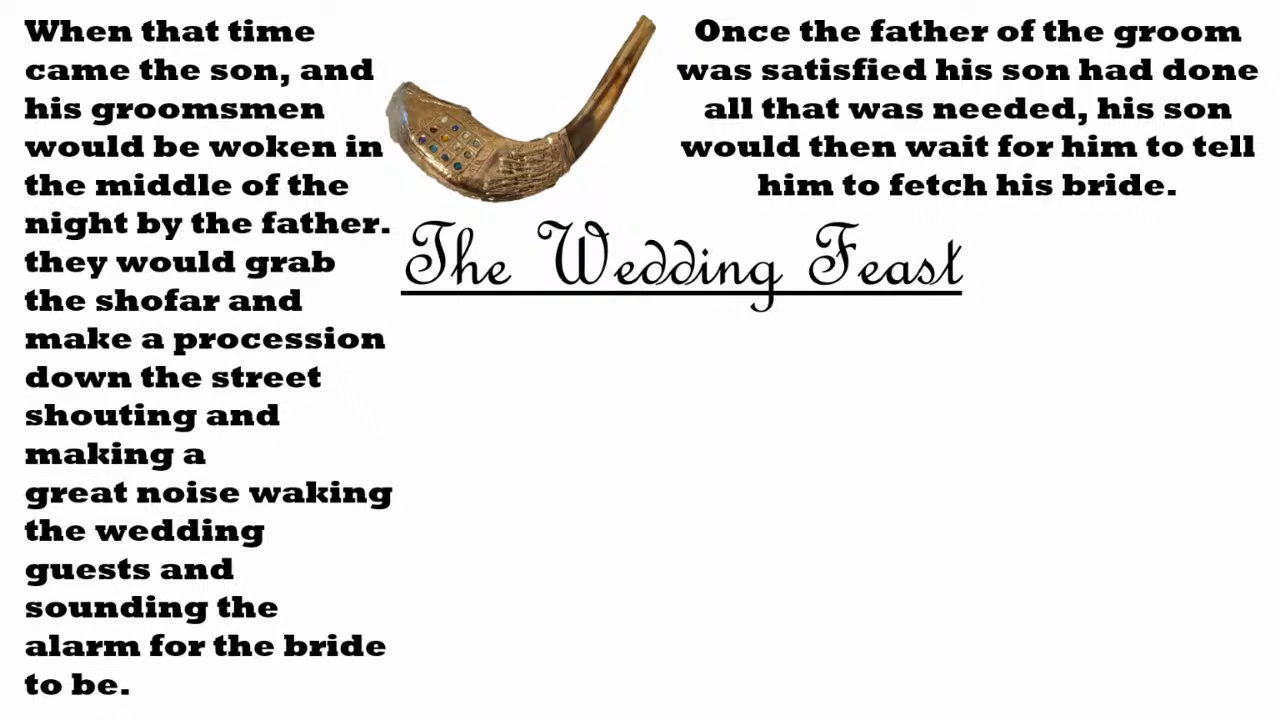 When that time
came the son, and
his groomsmen
would be woken in
the middle of the
night by the father.
they would grab
the shofar and
make a procession
down the street
shouting and
making a
great noise waking
the wedding
guests and
sounding the
alarm for the bride
to be.
Once the father of the groom
was satisfied his son had done
all that was needed, his son
would then wait for him to tell
him to fetch his bride.
The Wedding Feast